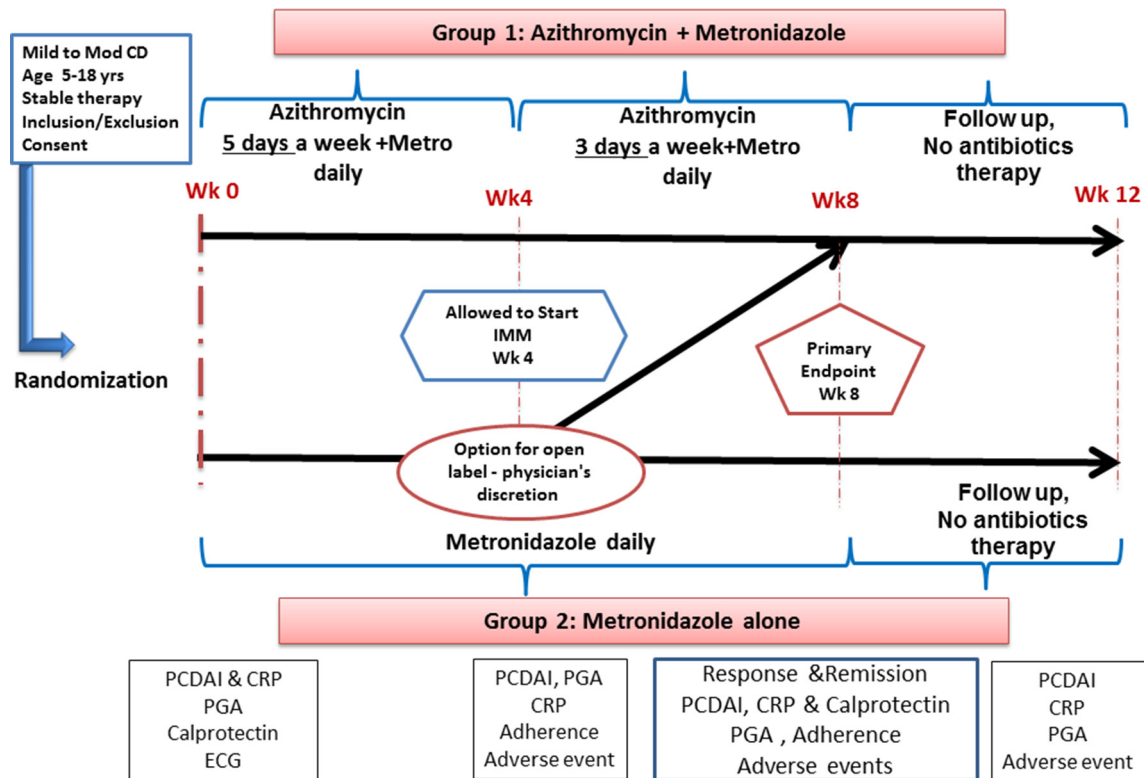 Group 1: Azithromycin + Metronidazole
Mild to Mod CD
Age 5-18 yrs
Stable therapy
Inclusion/Exclusion
Consent
Azithromycin
5 days a week +Metro
daily
Azithromycin
3 days a week+Metro
daily
Follow up,
No antibiotics
therapy
Wk 0
Wk4
Wk8
Wk 12
Allowed to Start
IMM
Wk 4
Primary
Endpoint
Wk 8
Randomization
Option for open
label - physician's
discretion
Follow up,
No antibiotics
therapy
Metronidazole daily
Group 2: Metronidazole alone
PCDAI & CRP
PGA
Calprotectin
ECG
PCDAI, PGA
CRP
Adherence
Adverse event
Response &Remission
PCDAI, CRP & Calprotectin
PGA , Adherence
Adverse events
PCDAI
CRP
PGA
Adverse event